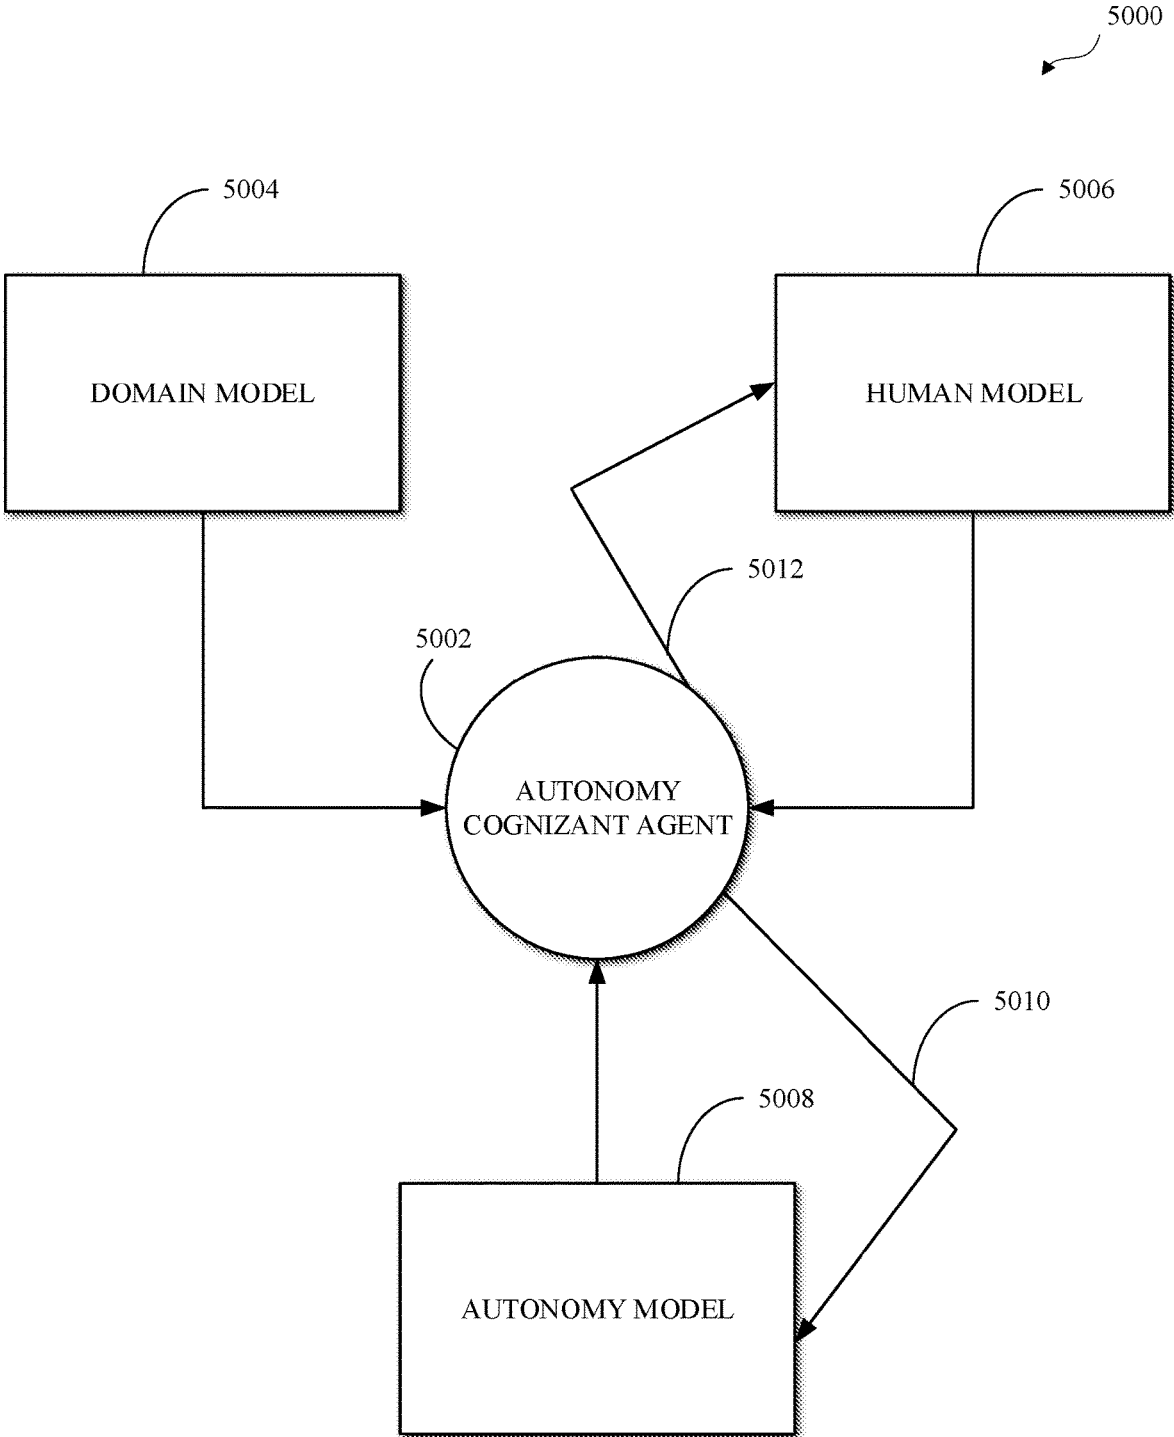 5000
5004
5006
DOMAIN MODEL
HUMAN MODEL
5012
5002
AUTONOMY
COGNIZANT AGENT
5010
5008
AUTONOMY MODEL